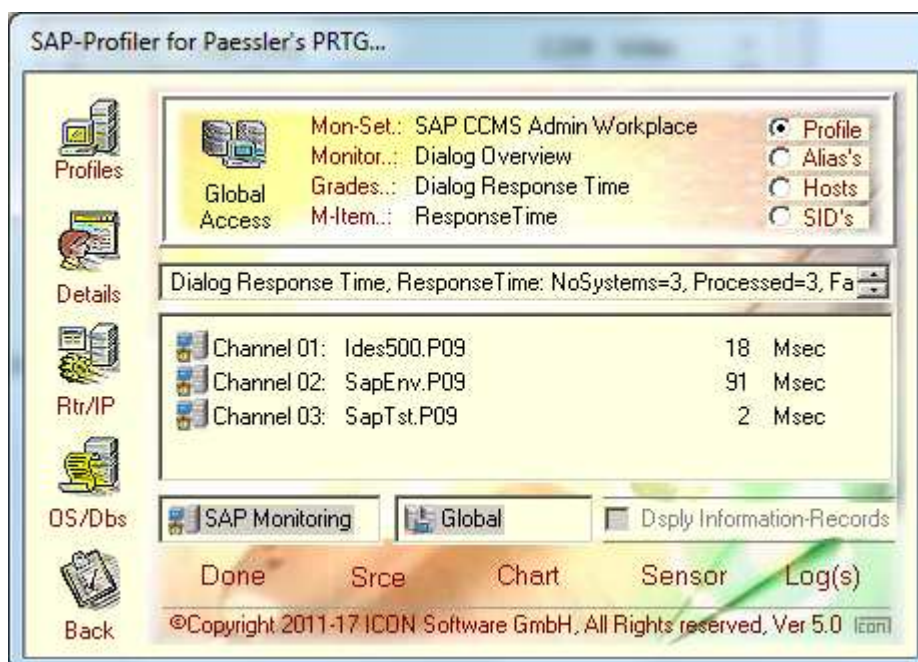 SAP-Profiler for Paessler's PRTG...
Profiles
Details
Rtr/IP
OS/Dbs
Back
Global
Access
Mon-Set.: SAP CCMS Admin Workplace
Monitor..: Dialog Overview
Grades..: Dialog Response Time
M-Item..: ResponseTime
Profile
Alias's
Hosts
SID's
Dialog Response Time, ResponseTime: NoSystems=3, Processed=3, Fa
Channel 01: Ides500.P09 18 Msec
Channel 02: SapEnv.P09 91 Msec
Channel 03: SapTst.P09 2 Msec
SAP Monitoring
Global
Dsply Information-Records
Done Srce Chart Sensor Log(s)
©Copyright 2011-17 ICON Software GmbH, All Rights reserved, Ver 5.0 Icon